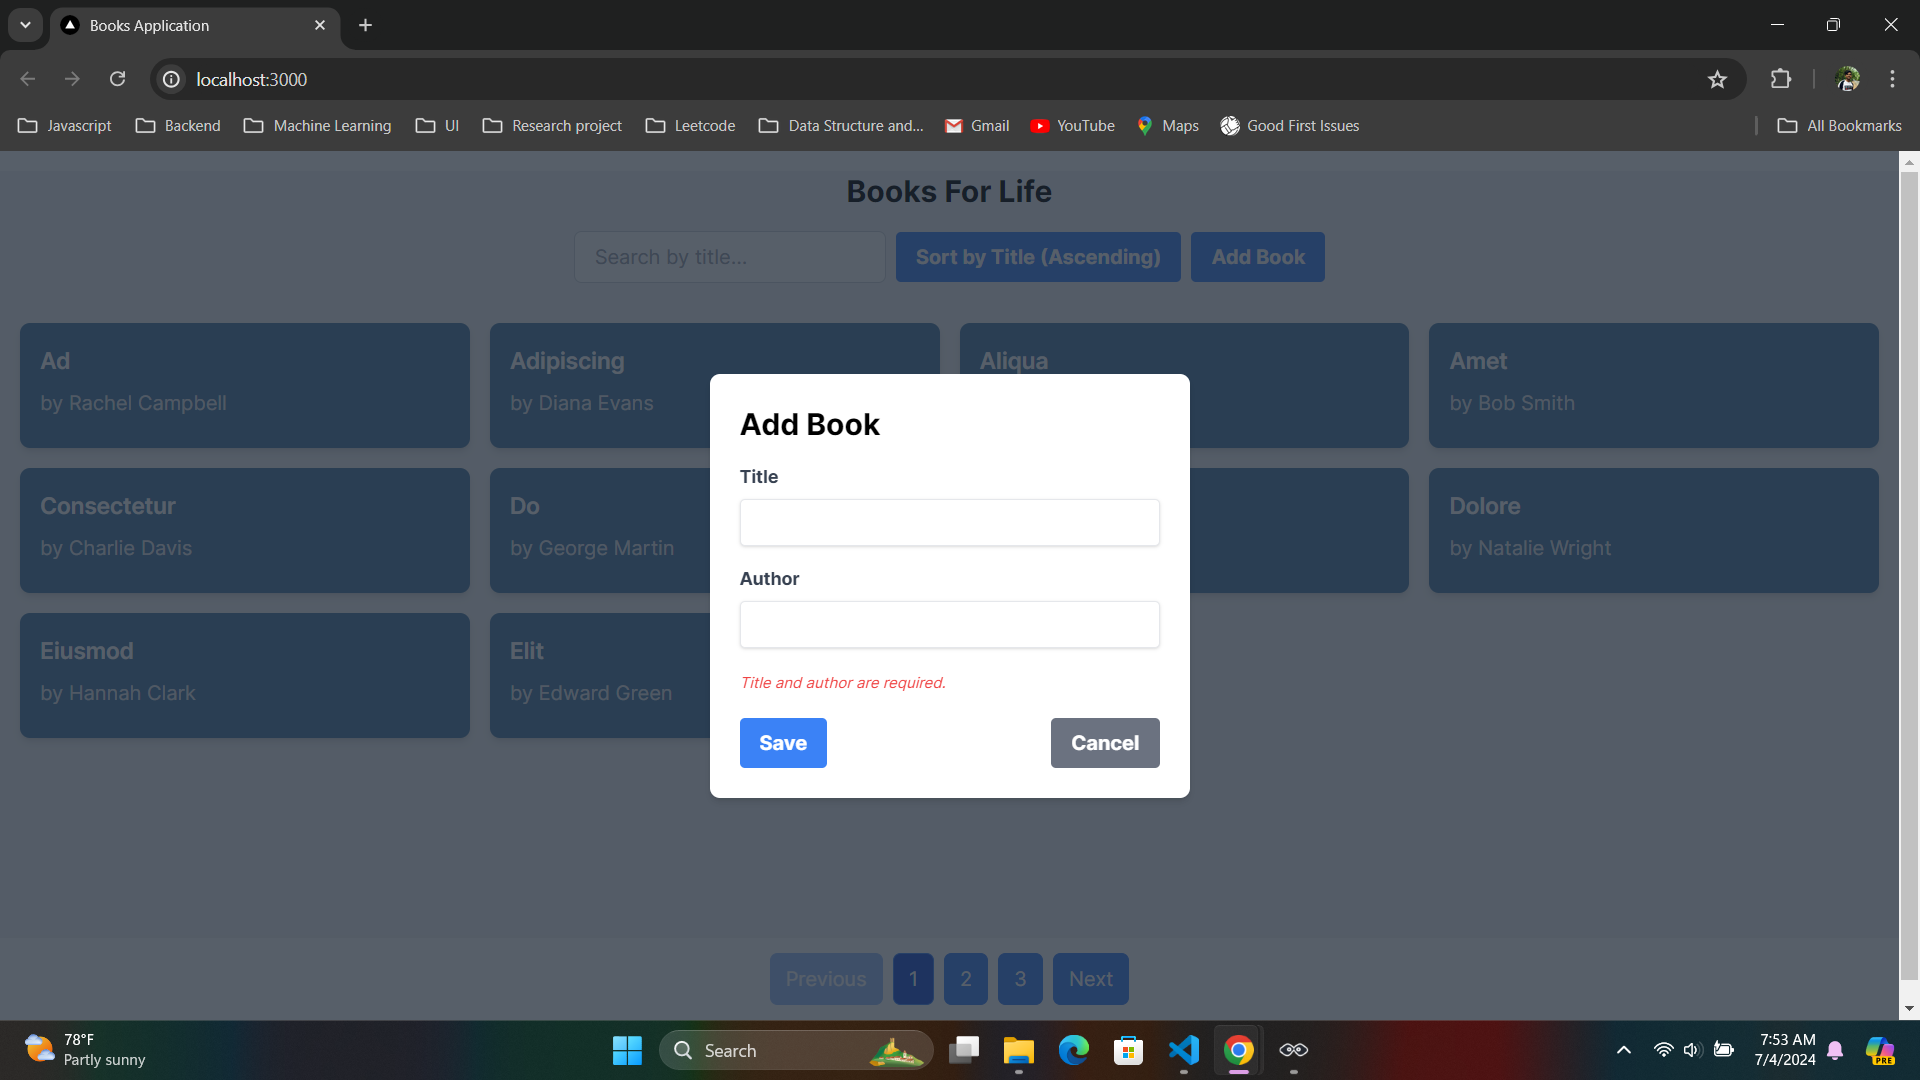 Books Application
localhost:3000
Javascript Backend Machine Learning UI Research project Leetcode Data Structure and... Gmail YouTube Maps Good First Issues All Bookmarks
Books For Life
Search by title... Sort by Title (Ascending) Add Book
Ad Adipiscing Aliqua Amet
by Rachel Campbell by Diana Evans by Bob Smith
Add Book
Title
Author
Title and author are required.
Save Cancel
Consectetur Do Dolore
by Charlie Davis by George Martin by Natalie Wright
Eiusmod Elit
by Hannah Clark by Edward Green
Previous 1 2 3 Next
78°F
Partly sunny
Search
PRE
7:53 AM
7/4/2024